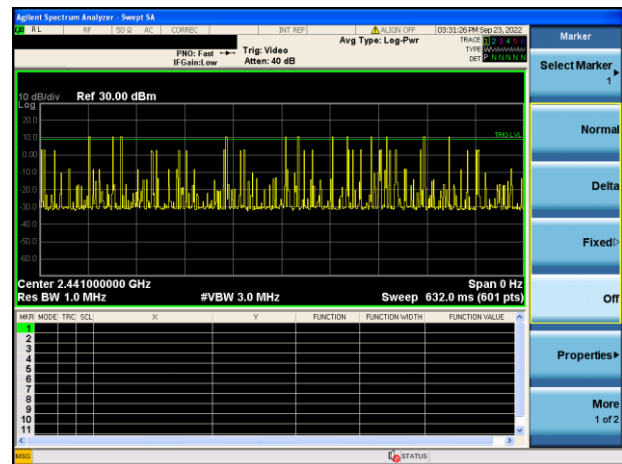 Agilent Spectrum Analyzer - Swept SA
RL RF 50 Ω AC CORREC INT REF ALIGN OFF 03:31:26 PM Sep 23, 2022
Avg Type: Log-Pwr TRACE 1 2 3 4 5 6
PNO: Fast Trig: Video TYPE
IFGain:Low Atten: 40 dB DET P N N N N N
10 dB/div Ref 30.00 dBm
Log
20.0
10.0 TRIG LVL
0.00
-10.0
-20.0
-30.0
-40.0
-50.0
-60.0
Center 2.441000000 GHz Span 0 Hz
Res BW 1.0 MHz #VBW 3.0 MHz Sweep 632.0 ms (601 pts)
MKR MODE TRC SCL X Y FUNCTION FUNCTION WIDTH FUNCTION VALUE
1
2
3
4
5
6
7
8
9
10
11
MSG STATUS
Marker
Select Marker
1
Normal
Delta
Fixed
Off
Properties
More
1 of 2